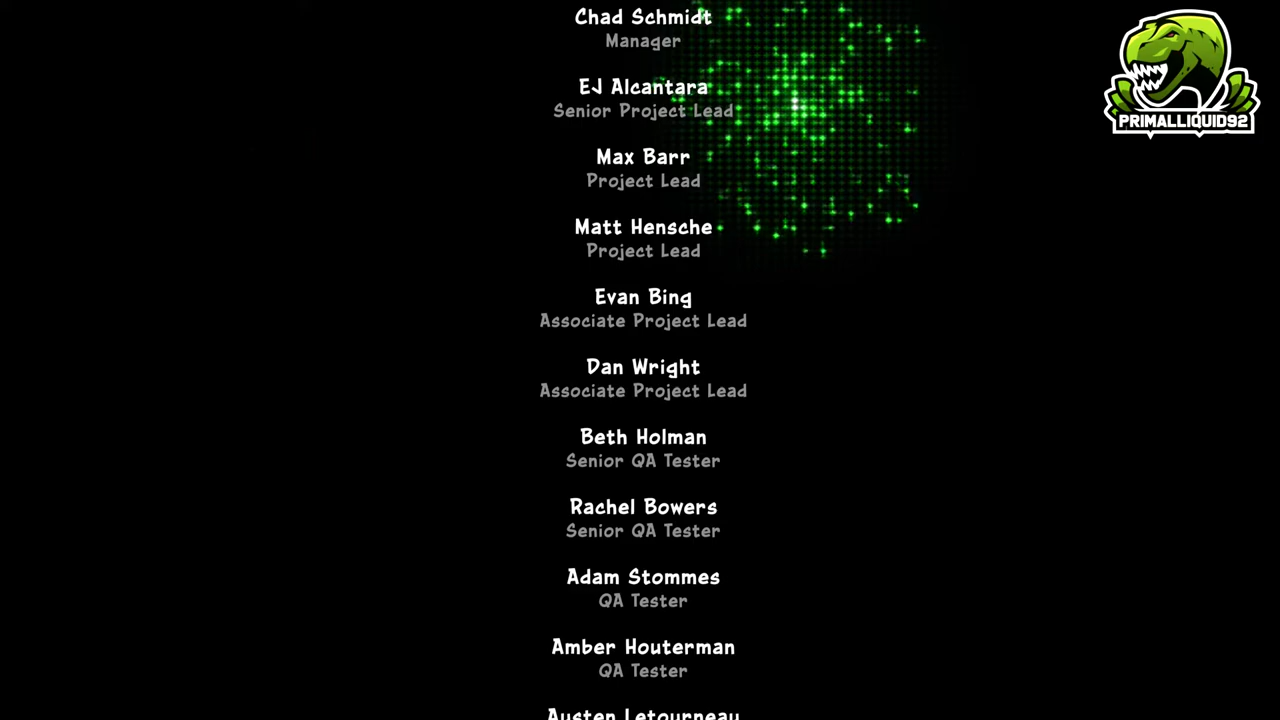 Chad Schmidt
Manager
EJ Alcantara
Senior Project Lead
Max Barr
Project Lead
Matt Hensche
Project Lead
Evan Bing
Associate Project Lead
Dan Wright
Associate Project Lead
Beth Holman
Senior QA Tester
Rachel Bowers
Senior QA Tester
Adam Stommes
QA Tester
Amber Houterman
QA Tester
Austen Letourneau
PRIMALLIQUID92